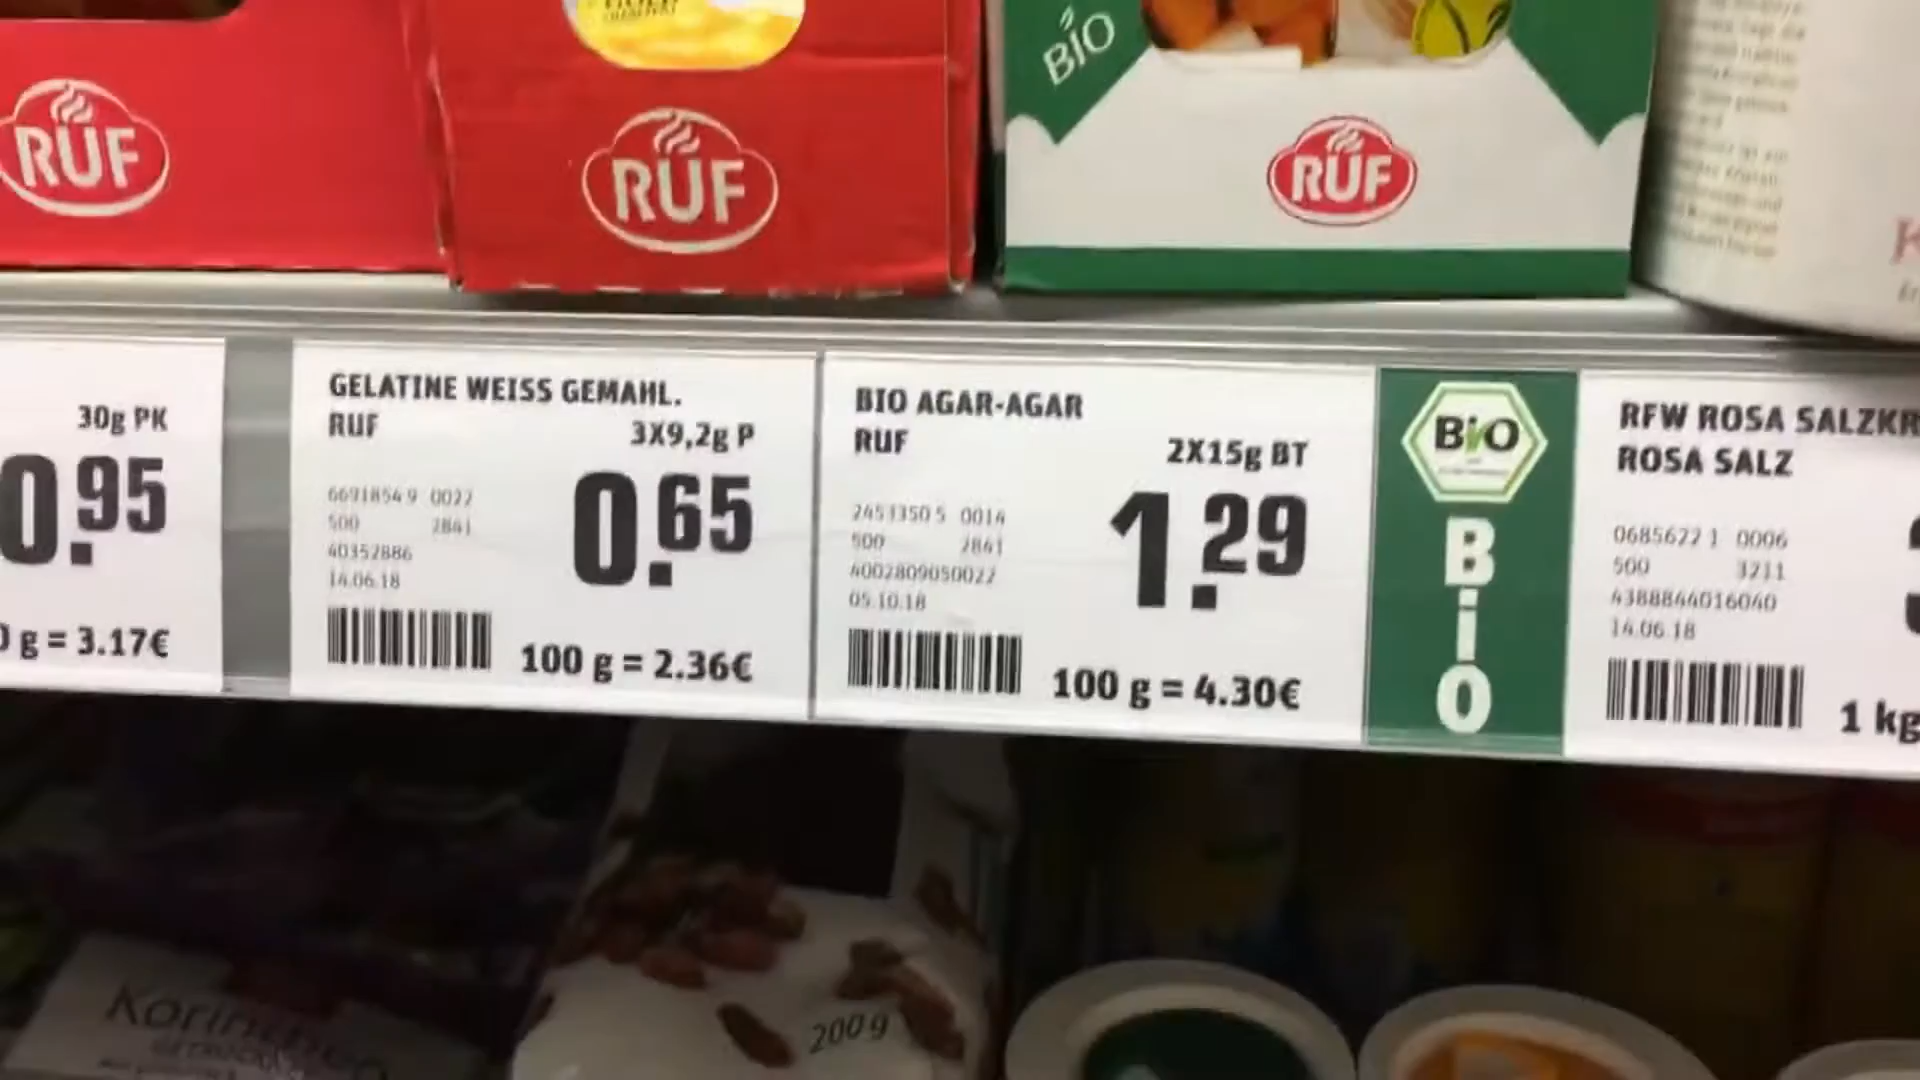 RUF
RUF
BIO
RUF
30g PK
0.95
g = 3.17€
GELATINE WEISS GEMAHL.
RUF
3X9,2g P
6691854 9 0022
500 2841
40352886
14.06.18
0.65
100 g = 2.36€
BIO AGAR-AGAR
RUF
2X15g BT
2453350 5 0014
500 2841
4002809050022
05.10.18
1.29
100 g = 4.30€
BiO
BiO
RFW ROSA SALZKR
ROSA SALZ
0685622 1 0006
500 3211
4388844016040
14.06.18
1 kg
Korinthen
200g